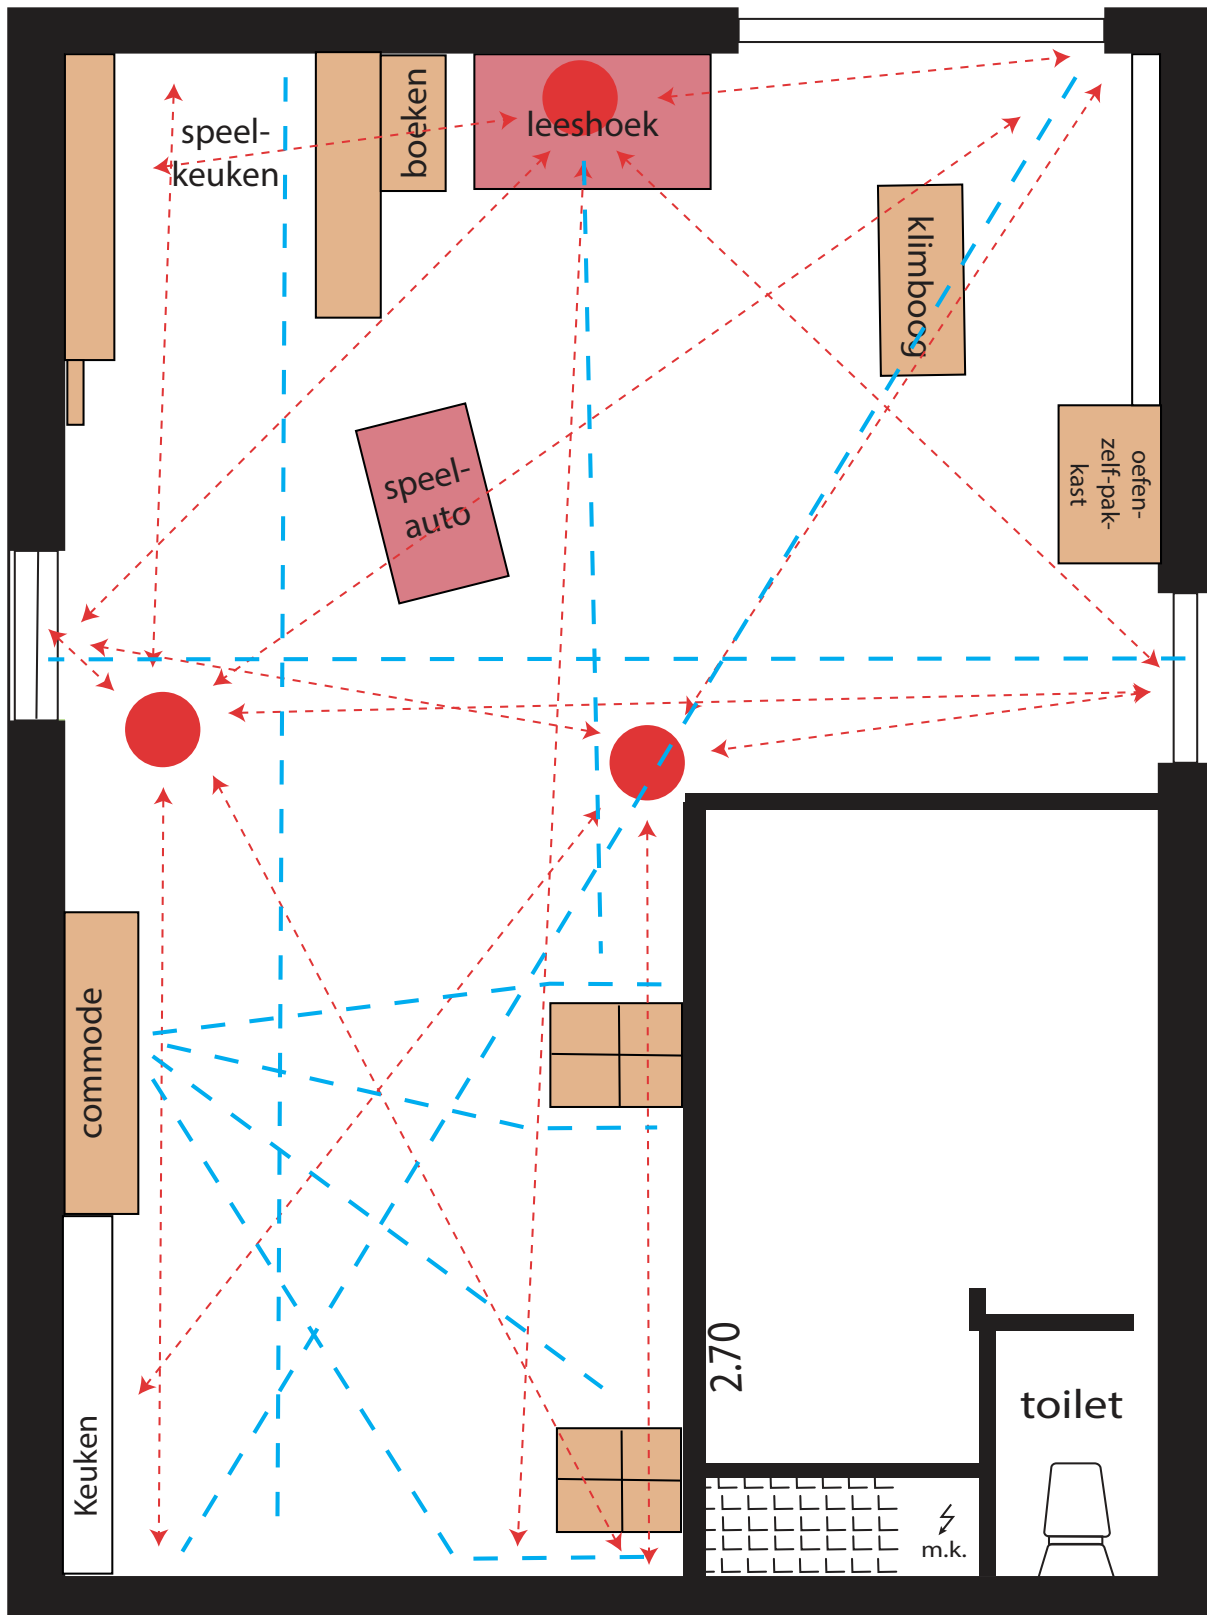 speel-
keuken
boeken
leeshoek
klimboog
speel-
auto
oefen-
zelf-pak-
kast
commode
Keuken
2.70
toilet
m.k.